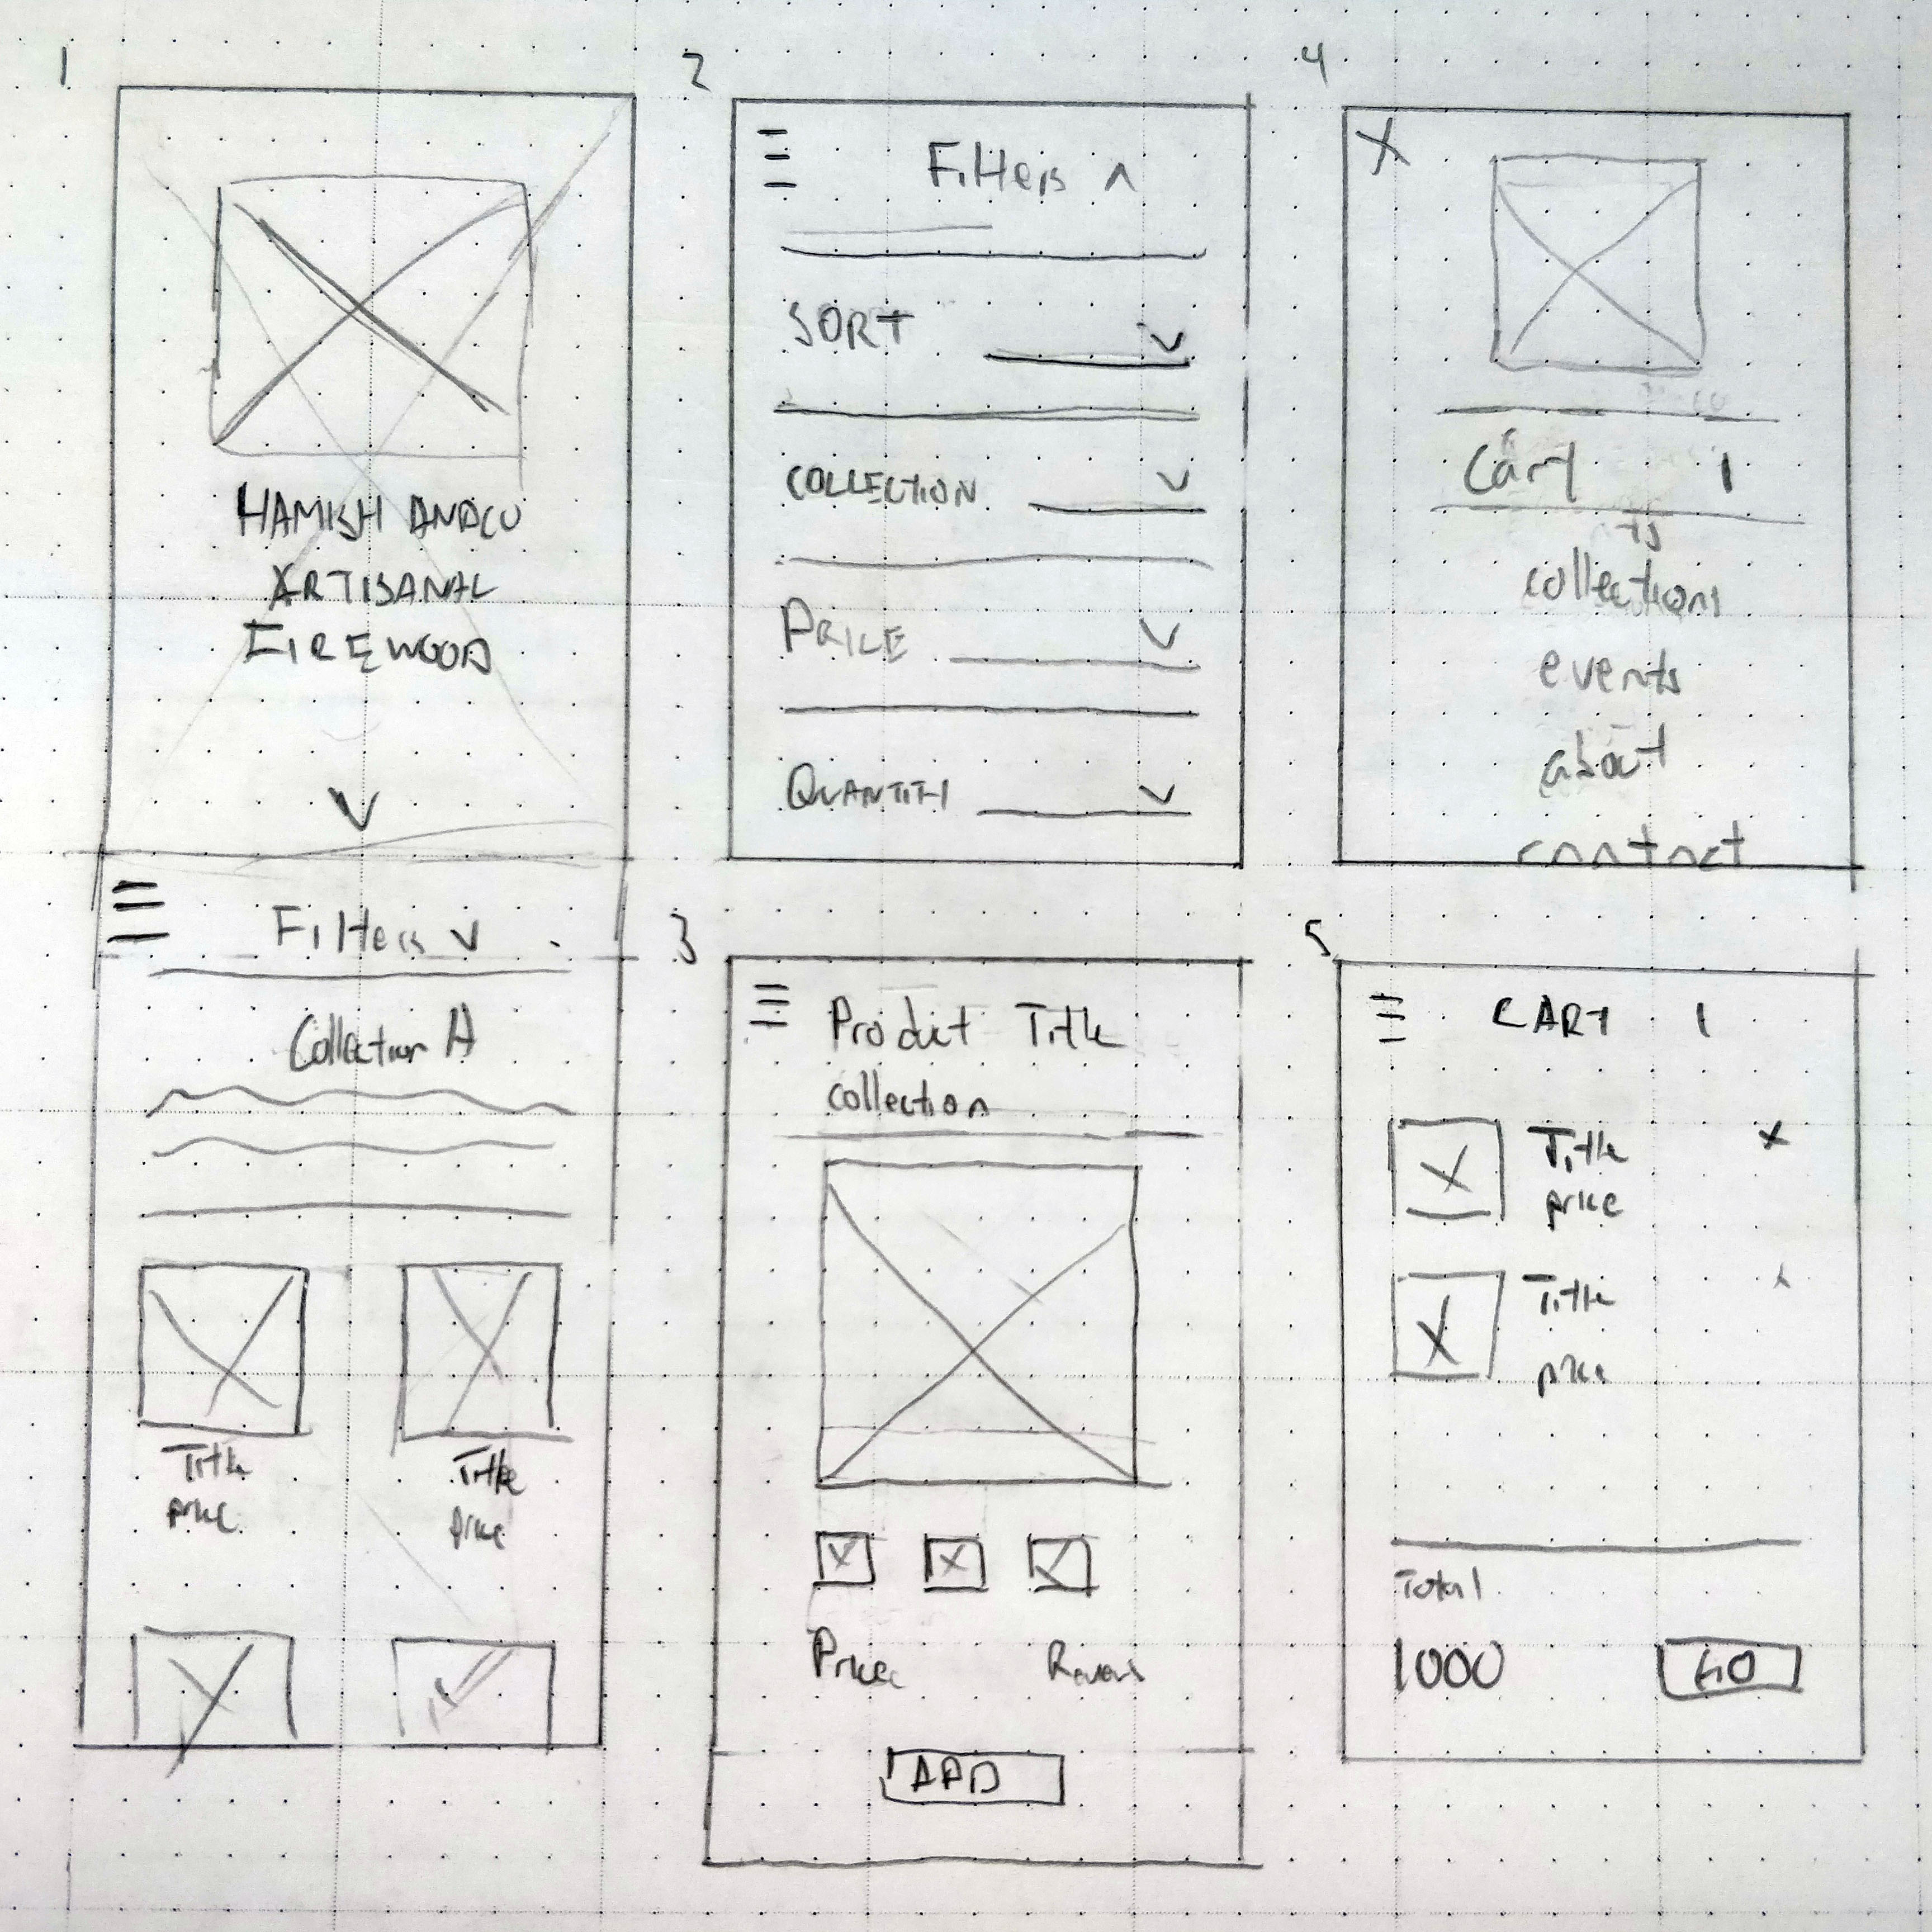 1
HAMISH
ARTISANAL
FIREWOOD
Filters
Collection A
Title Title
price price
2
Filters
SORT
COLLECTION
PRICE
QUANTITY
3
Product Title
collection
Price
ADD
4
X
Cart 1
collections
events
about
contact
5
CART 1
Title x
price
Title x
price
Total
1000 GO